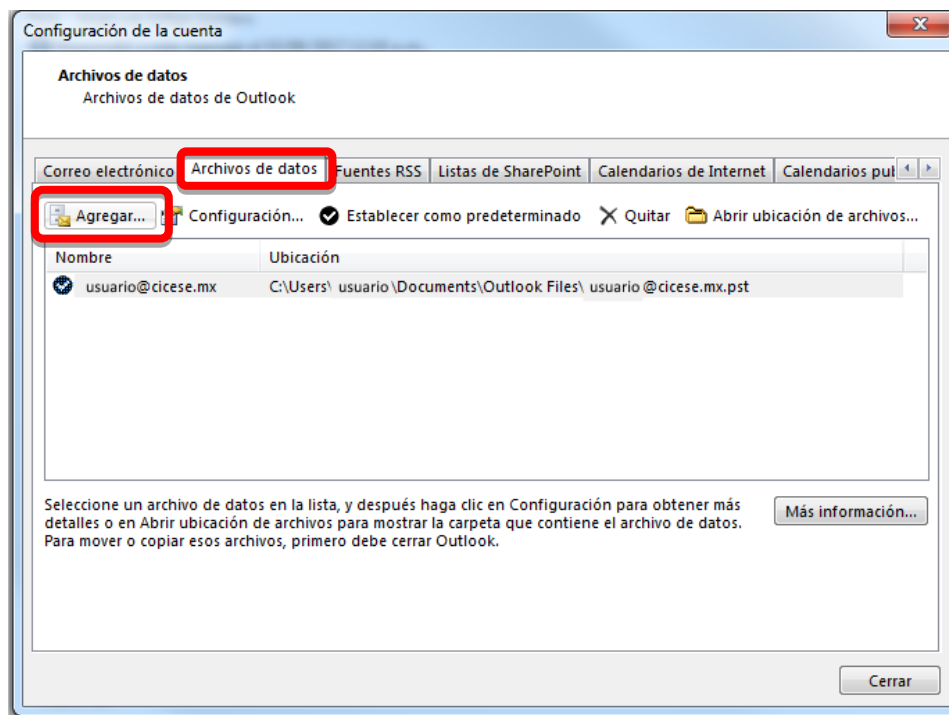 Configuración de la cuenta
Archivos de datos
Archivos de datos de Outlook
Correo electrónico Archivos de datos Fuentes RSS Listas de SharePoint Calendarios de Internet Calendarios pul
Agregar... Configuración... Establecer como predeterminado Quitar Abrir ubicación de archivos...
Nombre Ubicación
usuario@cicese.mx C:\Users\ usuario \Documents\Outlook Files\ usuario @cicese.mx.pst
Seleccione un archivo de datos en la lista, y después haga clic en Configuración para obtener más
detalles o en Abrir ubicación de archivos para mostrar la carpeta que contiene el archivo de datos.
Para mover o copiar esos archivos, primero debe cerrar Outlook.
Más información...
Cerrar